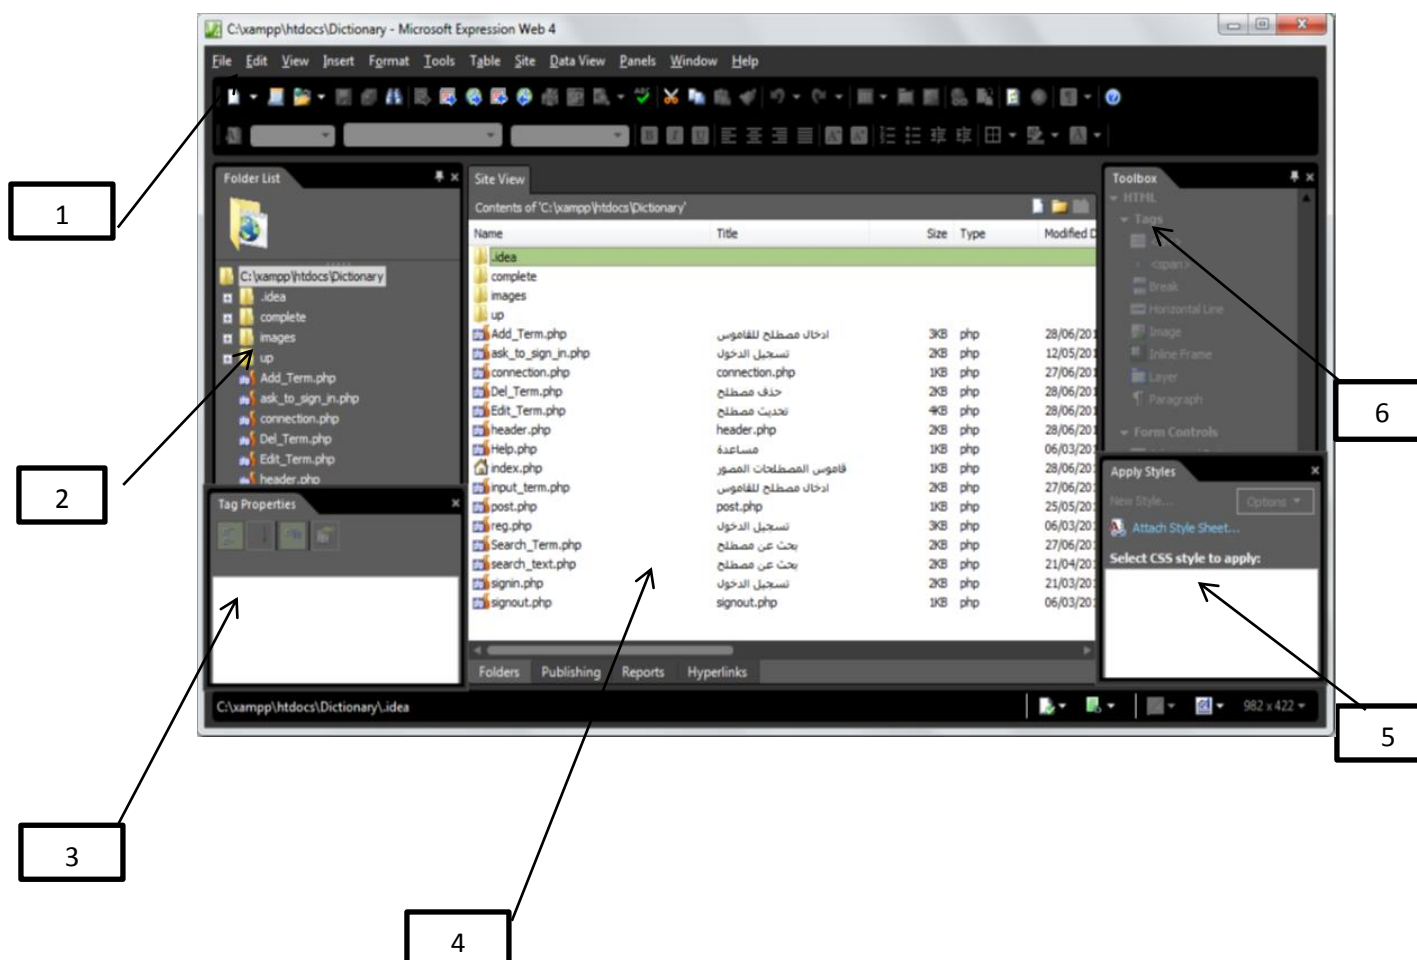 C:\xampp\htdocs\Dictionary - Microsoft Expression Web 4
File Edit View Insert Format Tools Table Site Data View Panels Window Help
1
Folder List
C:\xampp\htdocs\Dictionary
.idea
complete
images
up
Add_Term.php
ask_to_sign_in.php
connection.php
Del_Term.php
Edit_Term.php
header.php
2
Tag Properties
3
Site View
Contents of 'C:\xampp\htdocs\Dictionary'
Name Title Size Type Modified D
.idea
complete
images
up
Add_Term.php ادخال مصطلح للقاموس 3KB php 28/06/201
ask_to_sign_in.php تسجيل الدخول 2KB php 12/05/201
connection.php connection.php 1KB php 27/06/201
Del_Term.php حذف مصطلح 2KB php 28/06/201
Edit_Term.php تحديث مصطلح 4KB php 28/06/201
header.php header.php 2KB php 28/06/201
Help.php مساعدة 1KB php 06/03/201
index.php قاموس المصطلحات المصور 1KB php 28/06/201
input_term.php ادخال مصطلح للقاموس 2KB php 27/06/201
post.php post.php 1KB php 25/05/201
reg.php تسجيل الدخول 3KB php 06/03/201
Search_Term.php بحث عن مصطلح 2KB php 27/06/201
search_text.php بحث عن مصطلح 2KB php 21/04/201
signin.php تسجيل الدخول 2KB php 21/03/201
signout.php signout.php 1KB php 06/03/201
Folders Publishing Reports Hyperlinks
4
Toolbox
HTML
Tags
<span>
Break
Horizontal Line
Image
Inline Frame
Layer
Paragraph
Form Controls
6
Apply Styles
New Style... Options
Attach Style Sheet...
Select CSS style to apply:
5
C:\xampp\htdocs\Dictionary\.idea
982 x 422